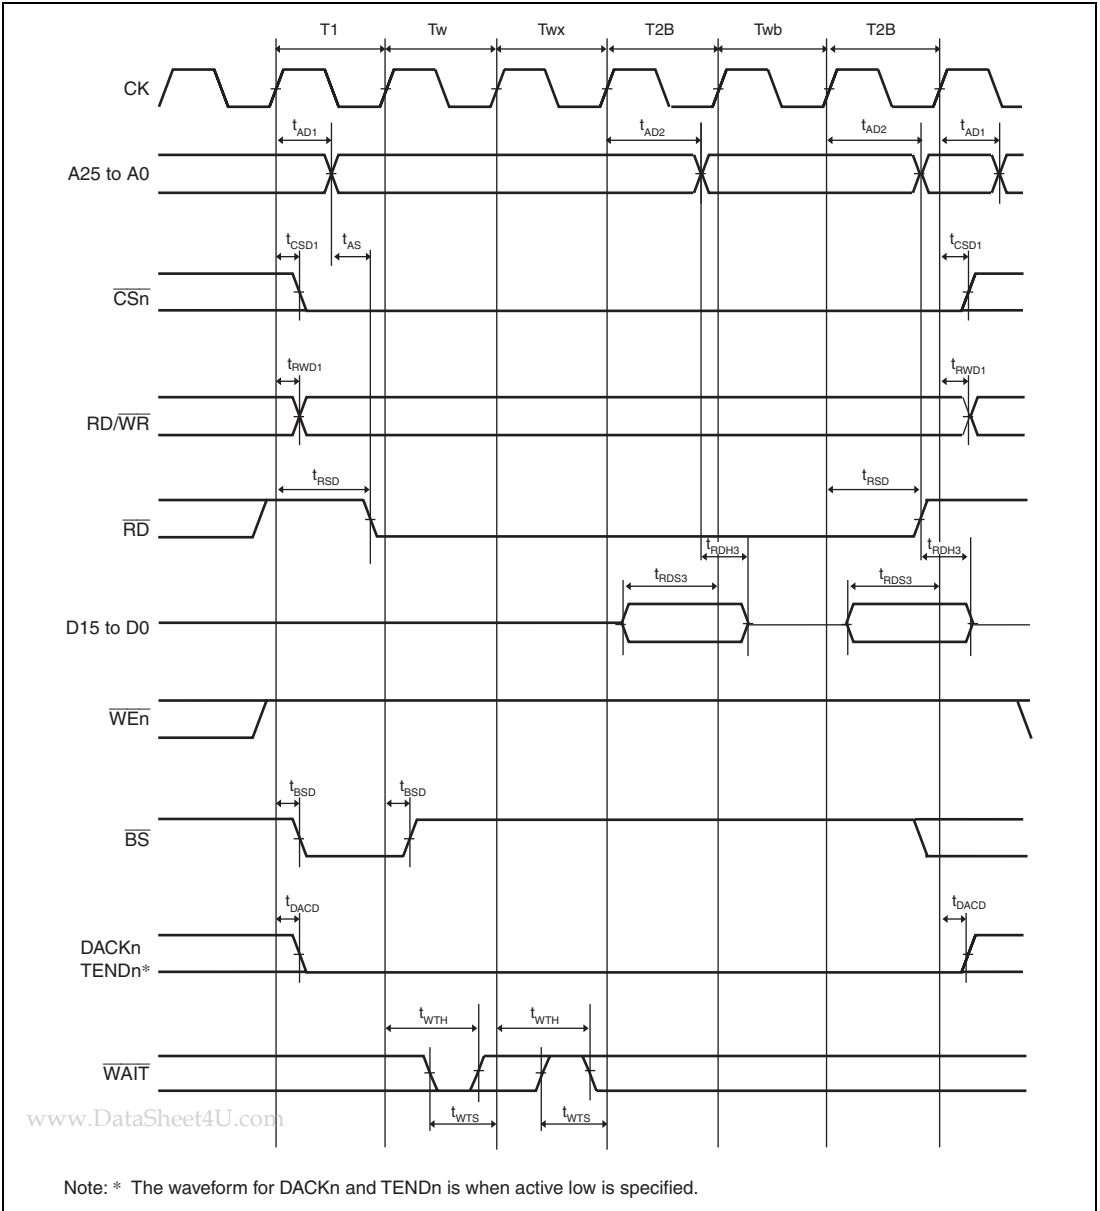 T1 Tw Twx T2B Twb T2B
CK
tAD1 tAD2 tAD2 tAD1
A25 to A0
tCSD1 tAS tCSD1
CSn
tRWD1 tRWD1
RD/WR
tRSD tRSD
RD
tRDH3 tRDH3
tRDS3 tRDS3
D15 to D0
WEn
tBSD tBSD
BS
tDACD tDACD
DACKn
TENDn*
tWTH tWTH
WAIT
www.DataSheet4U.com
tWTS tWTS
Note: * The waveform for DACKn and TENDn is when active low is specified.